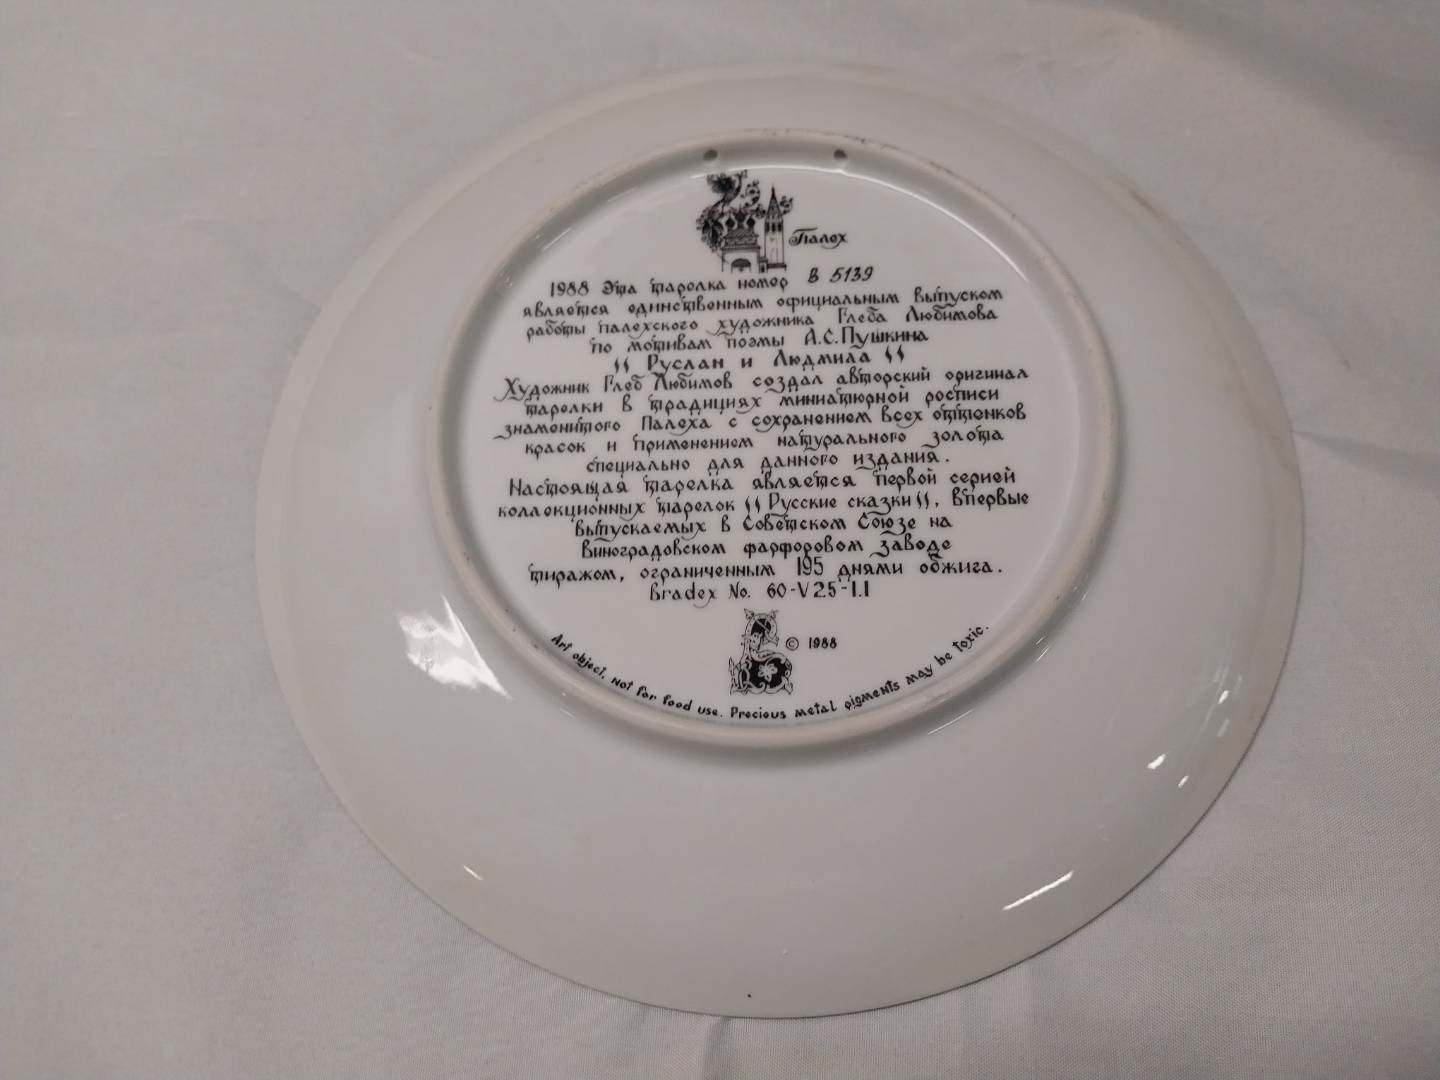 Палех
1988 Эта тарелка номер В 5139
является единственным официальным выпуском
работы палехского художника Глеба Любимова
по мотивам поэмы А.С.Пушкина
"Руслан и Людмила"
Художник Глеб Любимов создал авторский оригинал
тарелки в традициях миниатюрной росписи
знаменитого Палеха с сохранением всех оттенков
красок и применением натурального золота
специально для данного издания.
Настоящая тарелка является первой серией
коллекционных тарелок "Русские сказки", впервые
выпускаемых в Советском Союзе на
Виноградовском фарфоровом заводе
тиражом, ограниченным 195 днями обжига.
Bradex No. 60-V25-1.1
© 1988
Art object. Not for food use. Precious metal pigments may be toxic.